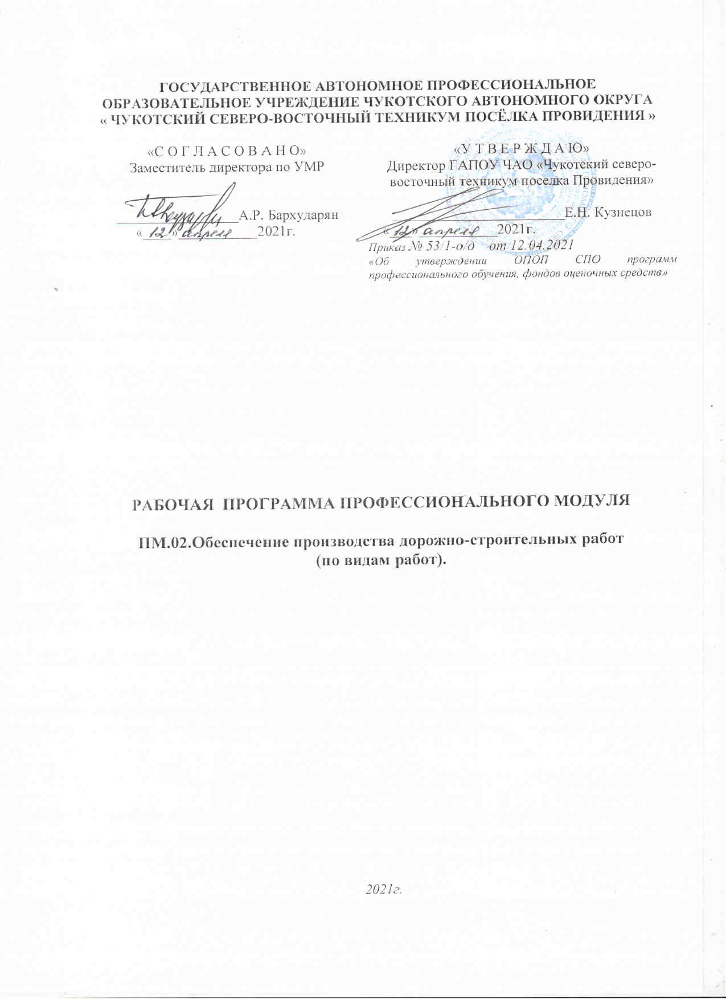 ГОСУДАРСТВЕННОЕ АВТОНОМНОЕ ПРОФЕССИОНАЛЬНОЕ
ОБРАЗОВАТЕЛЬНОЕ УЧРЕЖДЕНИЕ ЧУКОТСКОГО АВТОНОМНОГО ОКРУГА
« ЧУКОТСКИЙ СЕВЕРО-ВОСТОЧНЫЙ ТЕХНИКУМ ПОСЁЛКА ПРОВИДЕНИЯ »
«С О Г Л А С О В А Н О»
Заместитель директора по УМР
А.Р. Бархударян
« 12 » апреля 2021г.
«У Т В Е Р Ж Д А Ю»
Директор ГАПОУ ЧАО «Чукотский северо-
восточный техникум поселка Провидения»
Е.Н. Кузнецов
« 12 » апреля 2021г.
Приказ № 53/1-о/д от 12.04.2021
«Об утверждении ОПОП СПО программ
профессионального обучения, фондов оценочных средств»
РАБОЧАЯ ПРОГРАММА ПРОФЕССИОНАЛЬНОГО МОДУЛЯ
ПМ.02.Обеспечение производства дорожно-строительных работ
(по видам работ).
2021г.